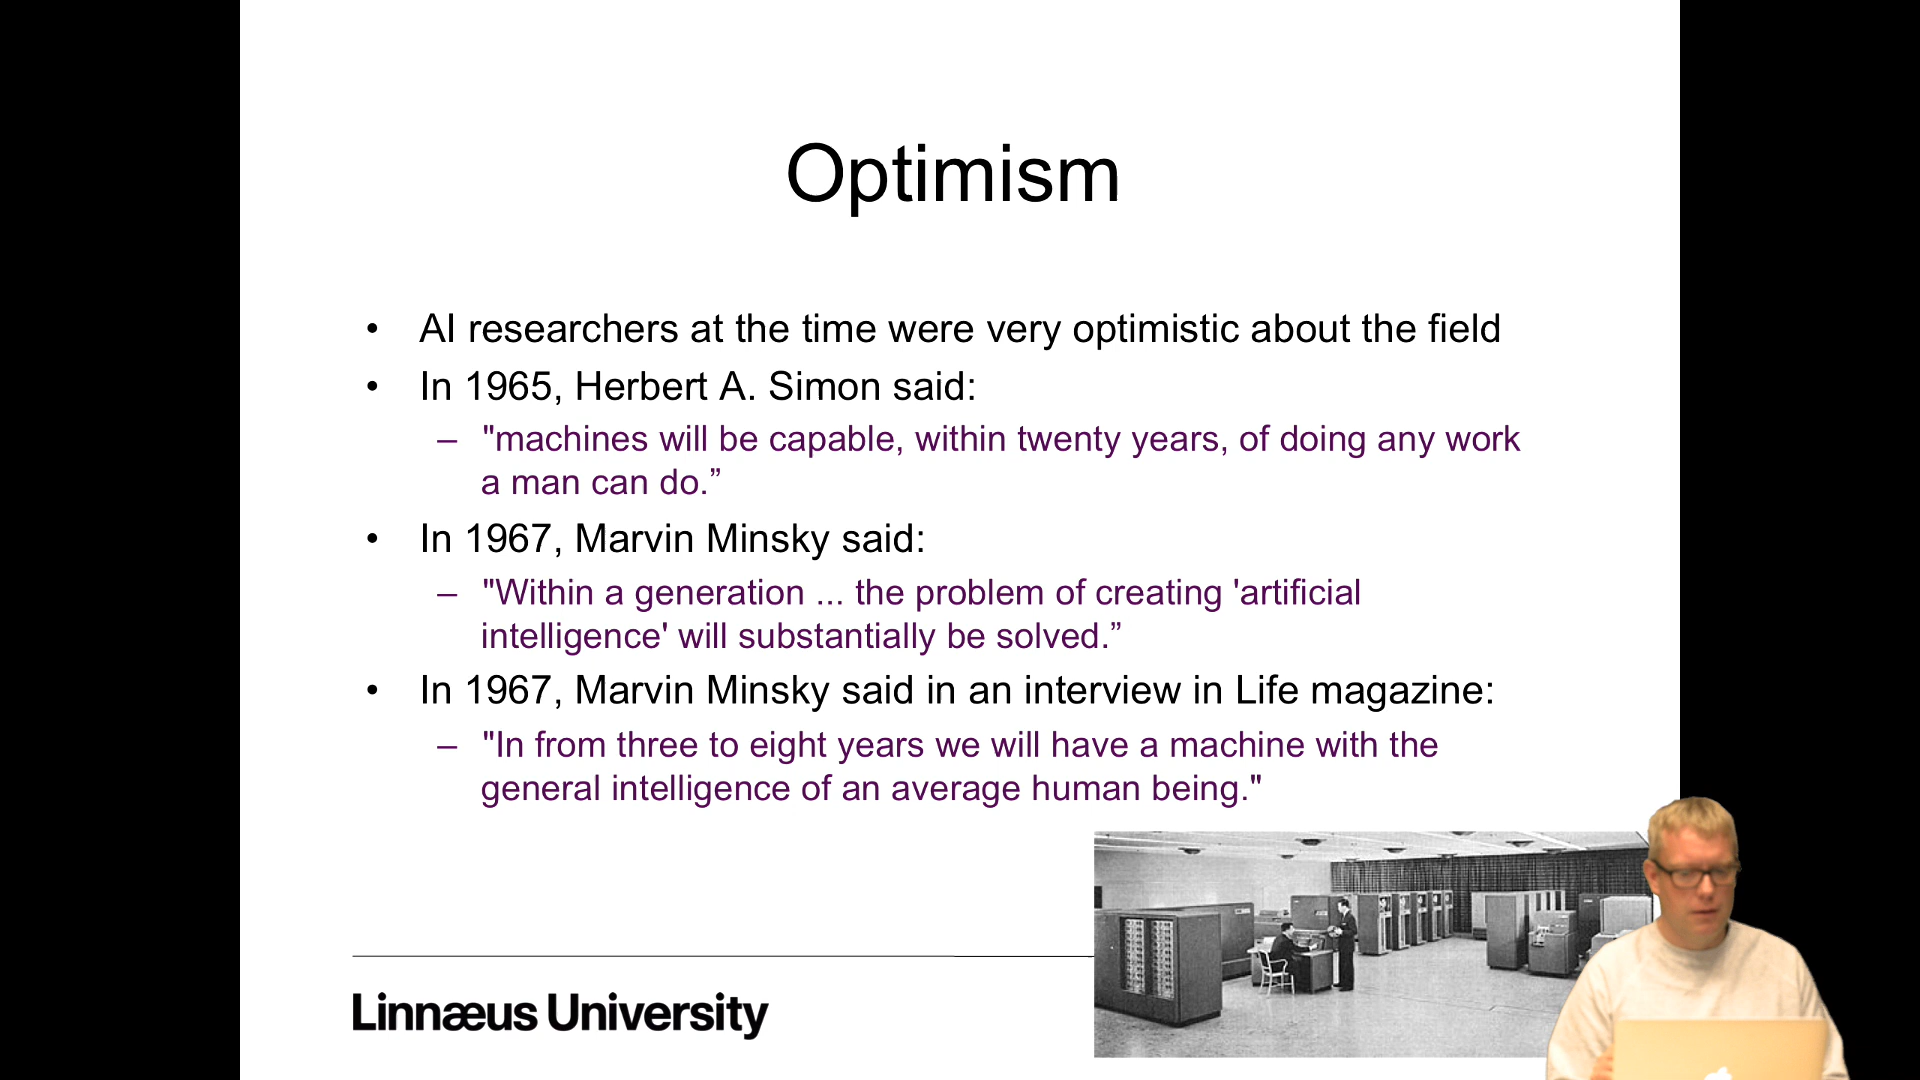 Optimism
• AI researchers at the time were very optimistic about the field
• In 1965, Herbert A. Simon said:
– "machines will be capable, within twenty years, of doing any work
a man can do.”
• In 1967, Marvin Minsky said:
– "Within a generation ... the problem of creating 'artificial
intelligence' will substantially be solved.”
• In 1967, Marvin Minsky said in an interview in Life magazine:
– "In from three to eight years we will have a machine with the
general intelligence of an average human being."
Linnæus University